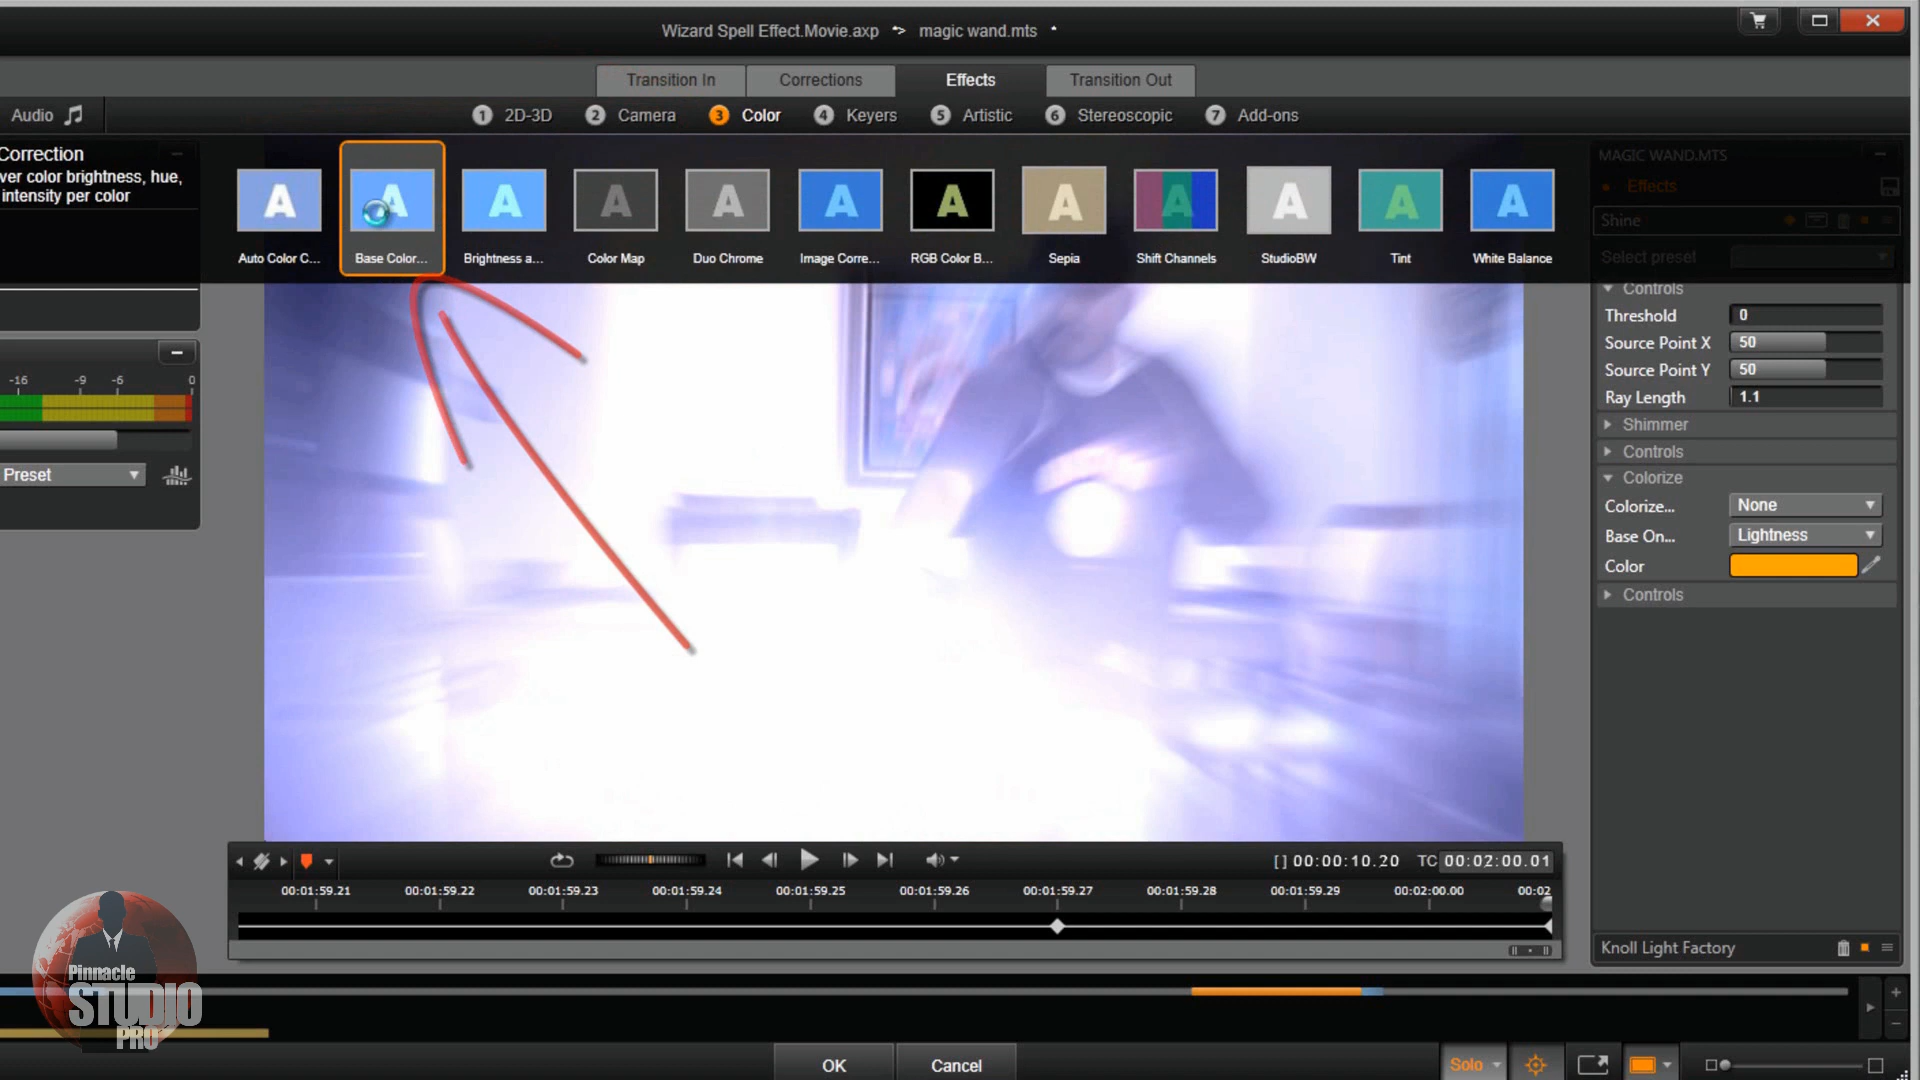 Wizard Spell Effect.Movie.axp -> magic wand.mts *
Transition In
Corrections
Effects
Transition Out
Audio
1 2D-3D
2 Camera
3 Color
4 Keyers
5 Artistic
6 Stereoscopic
7 Add-ons
Correction
ver color brightness, hue,
intensity per color
Auto Color C...
Base Color...
Brightness a...
Color Map
Duo Chrome
Image Corre...
RGB Color B...
Sepia
Shift Channels
StudioBW
Tint
White Balance
A
A
A
A
A
A
A
A
A
A
A
A
MAGIC WAND.MTS
Effects
Shine
Select preset
Controls
Threshold 0
Source Point X 50
Source Point Y 50
Ray Length 1.1
Shimmer
Controls
Colorize
Colorize... None
Base On... Lightness
Color
Controls
-16 -9 -6 0
Preset
[] 00:00:10.20 TC 00:02:00.01
00:01:59.21 00:01:59.22 00:01:59.23 00:01:59.24 00:01:59.25 00:01:59.26 00:01:59.27 00:01:59.28 00:01:59.29 00:02:00.00 00:02
Knoll Light Factory
Pinnacle
STUDIO
PRO
OK
Cancel
Solo